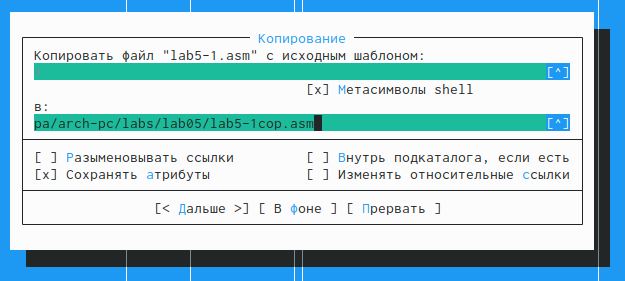 Копирование
Копировать файл "lab5-1.asm" с исходным шаблоном:
[^]
[x] Метасимволы shell
в:
pa/arch-pc/labs/lab05/lab5-1cop.asm [^]
[ ] Разыменовывать ссылки [ ] Внутрь подкаталога, если есть
[x] Сохранять атрибуты [ ] Изменять относительные ссылки
[< Дальше >] [ В фоне ] [ Прервать ]